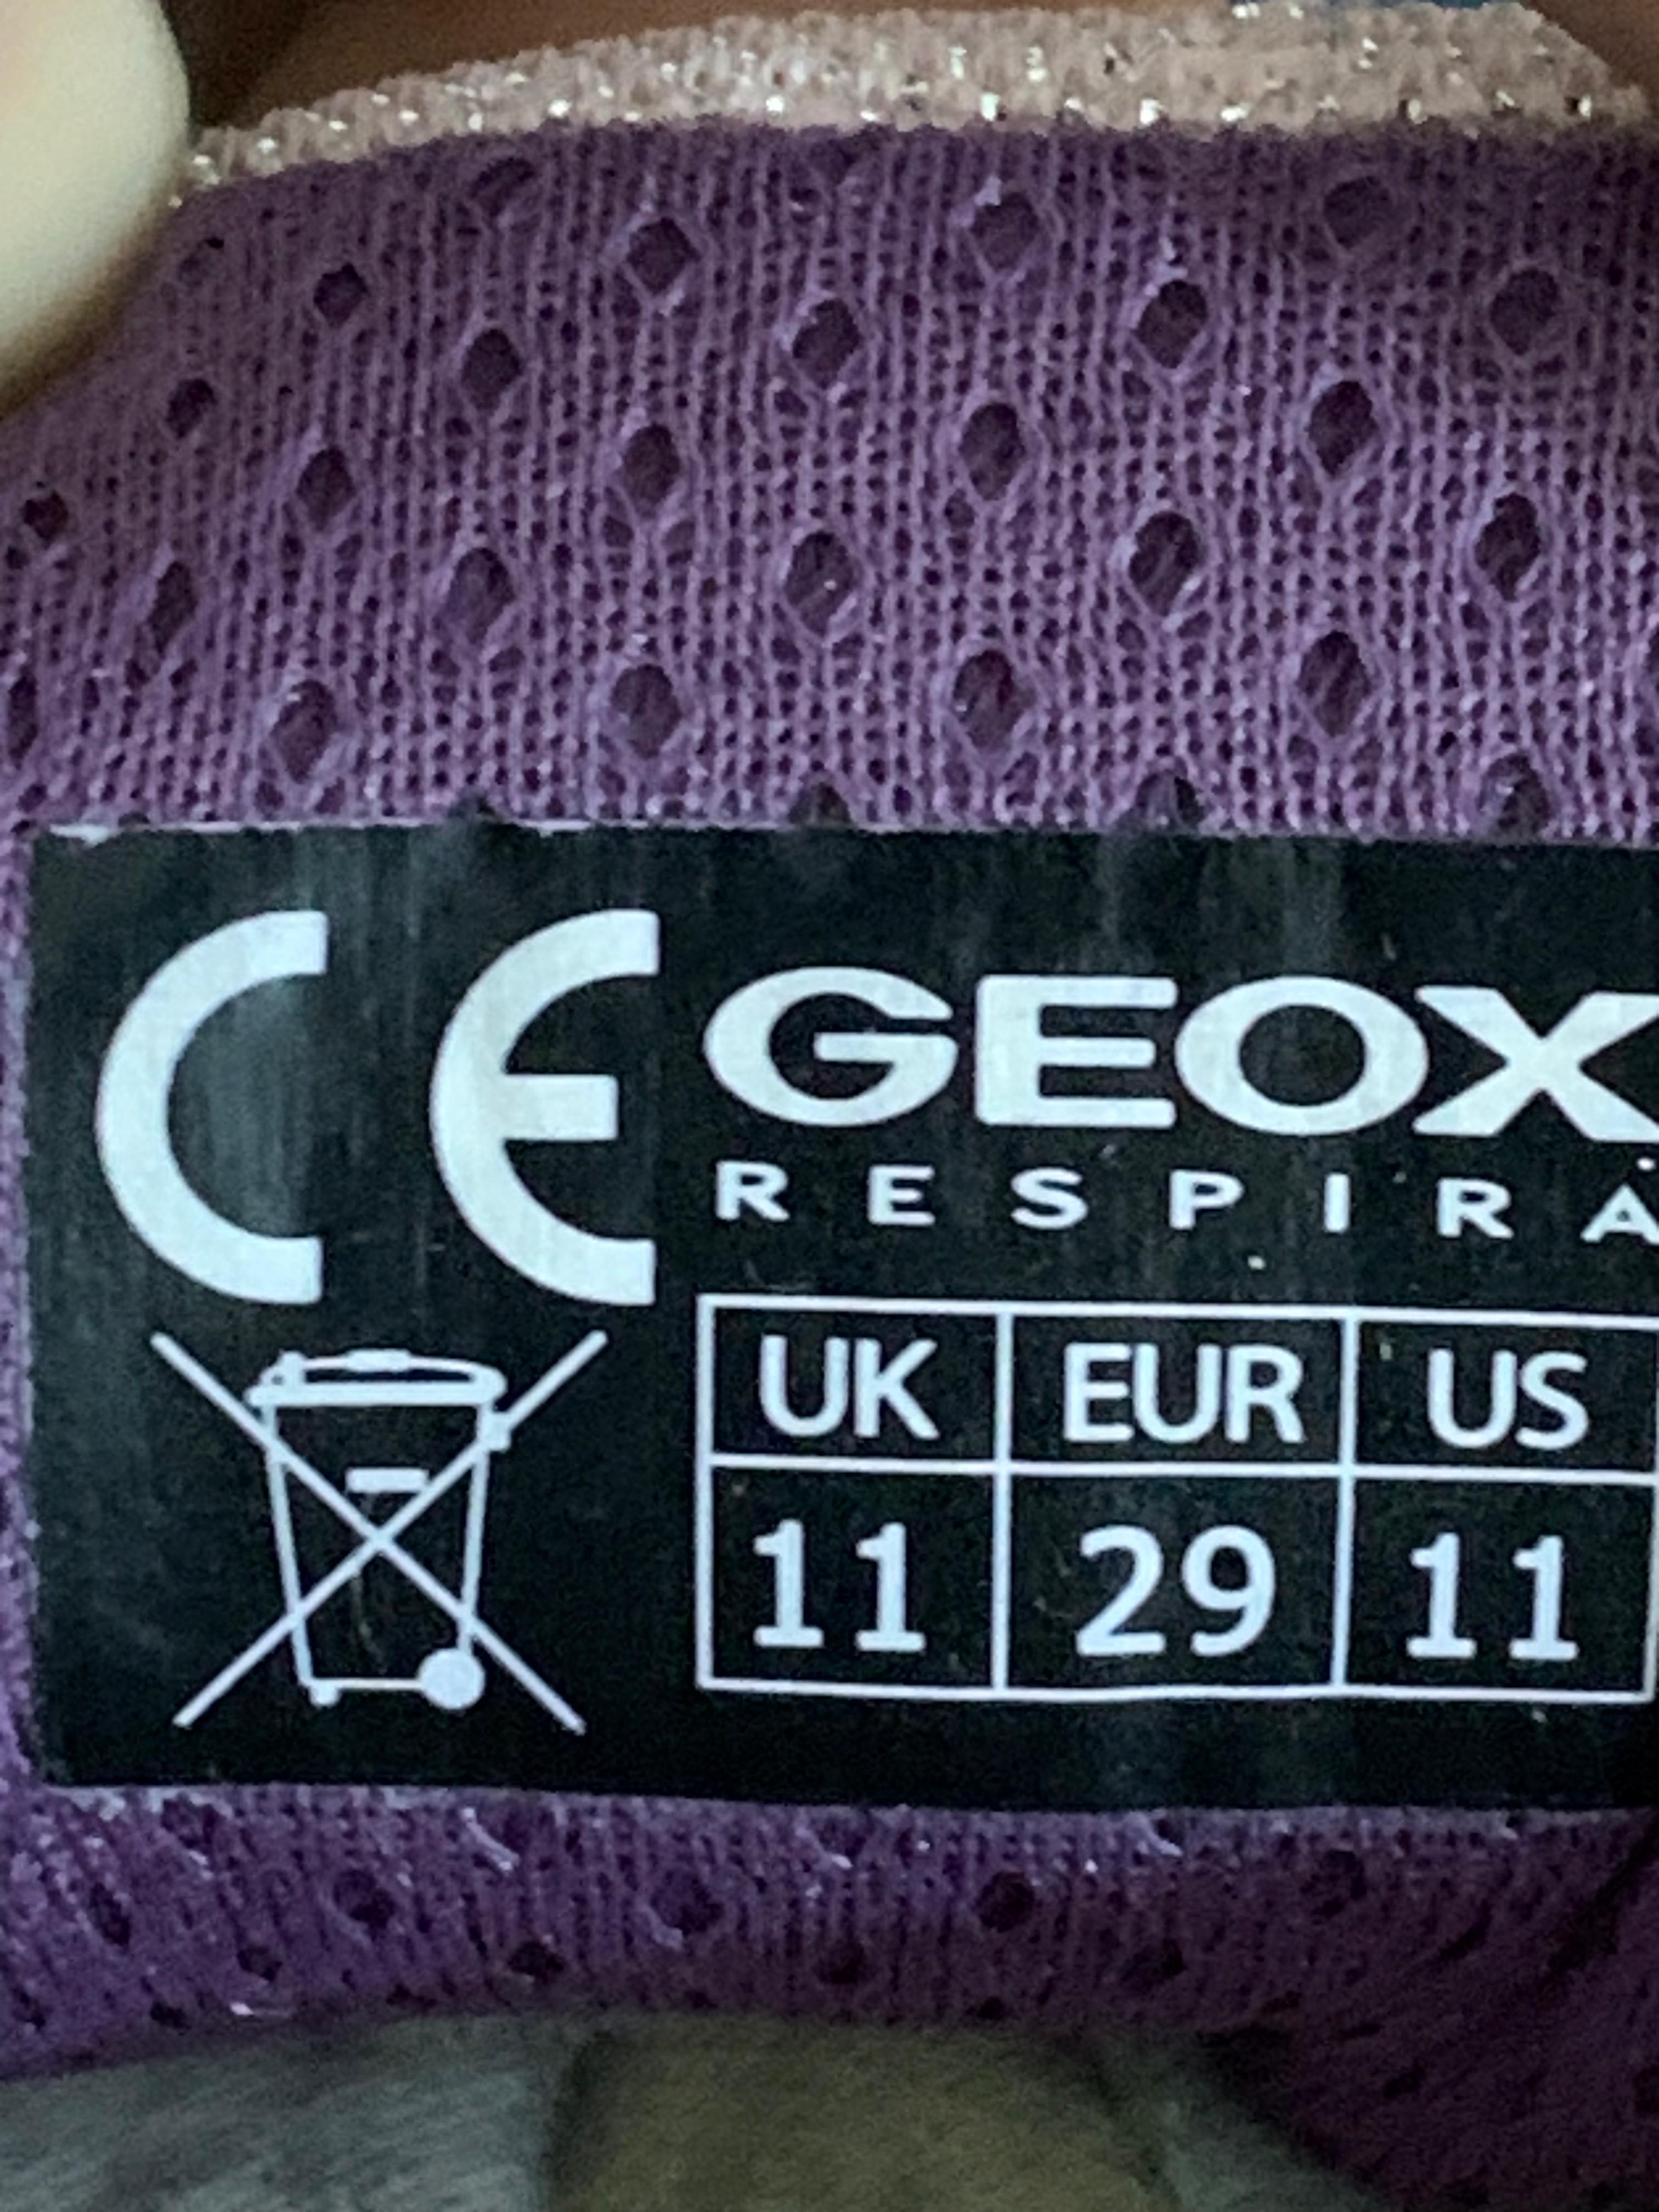 CE
GEOX
RESPIRA
UK EUR US
11 29 11